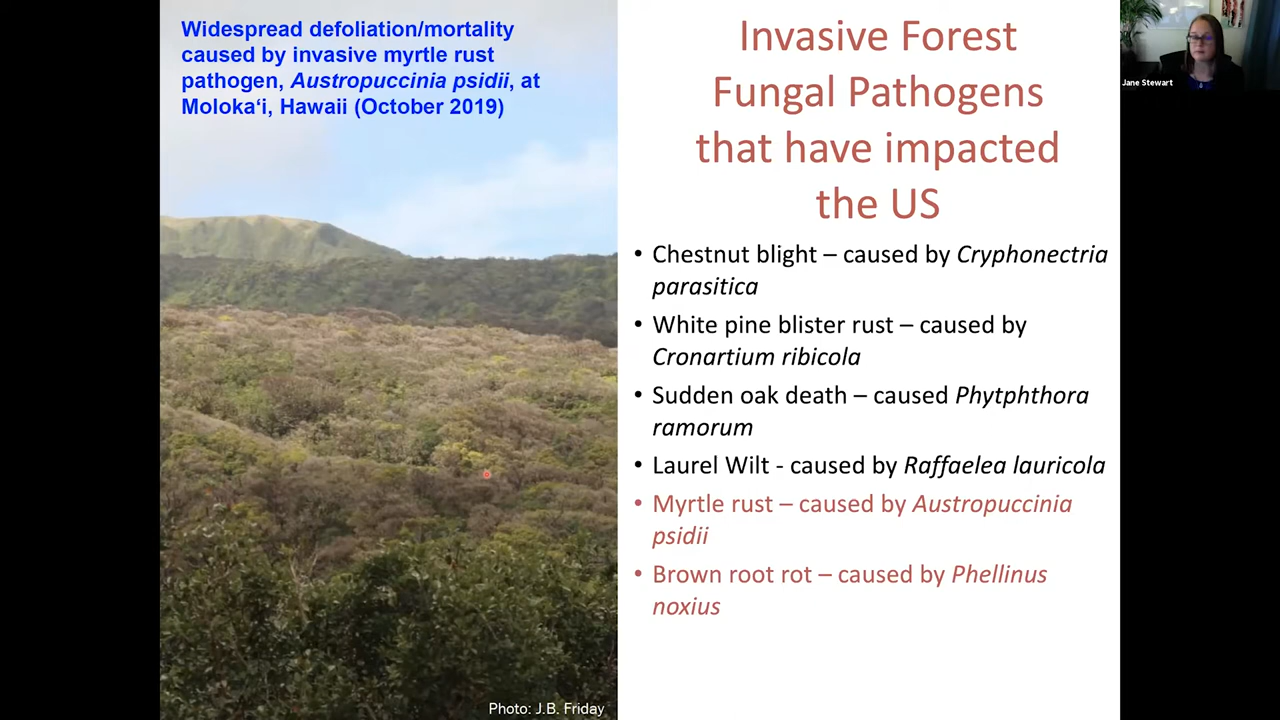 Widespread defoliation/mortality
caused by invasive myrtle rust
pathogen, Austropuccinia psidii, at
Molokaʻi, Hawaii (October 2019)
Photo: J.B. Friday
Invasive Forest
Fungal Pathogens
that have impacted
the US
• Chestnut blight – caused by Cryphonectria
parasitica
• White pine blister rust – caused by
Cronartium ribicola
• Sudden oak death – caused Phytphthora
ramorum
• Laurel Wilt - caused by Raffaelea lauricola
• Myrtle rust – caused by Austropuccinia
psidii
• Brown root rot – caused by Phellinus
noxius
Jane Stewart